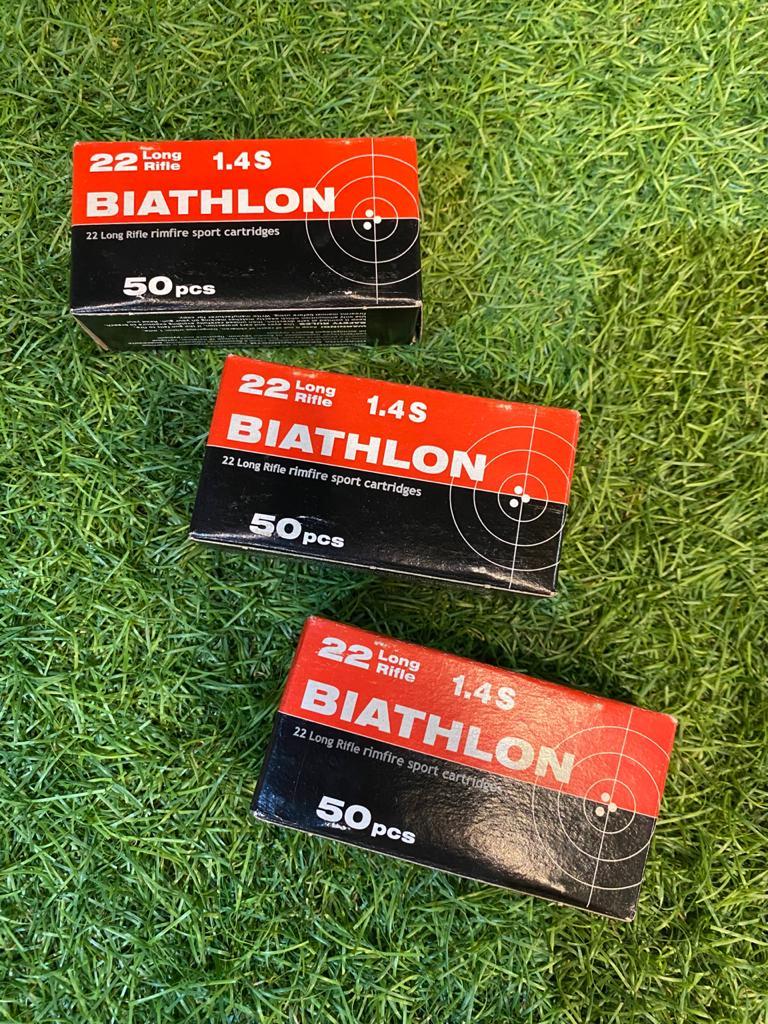 22 Long Rifle 1.4 S
BIATHLON
22 Long Rifle rimfire sport cartridges
50 pcs
22 Long Rifle 1.4 S
BIATHLON
22 Long Rifle rimfire sport cartridges
50 pcs
22 Long Rifle 1.4 S
BIATHLON
22 Long Rifle rimfire sport cartridges
50 pcs